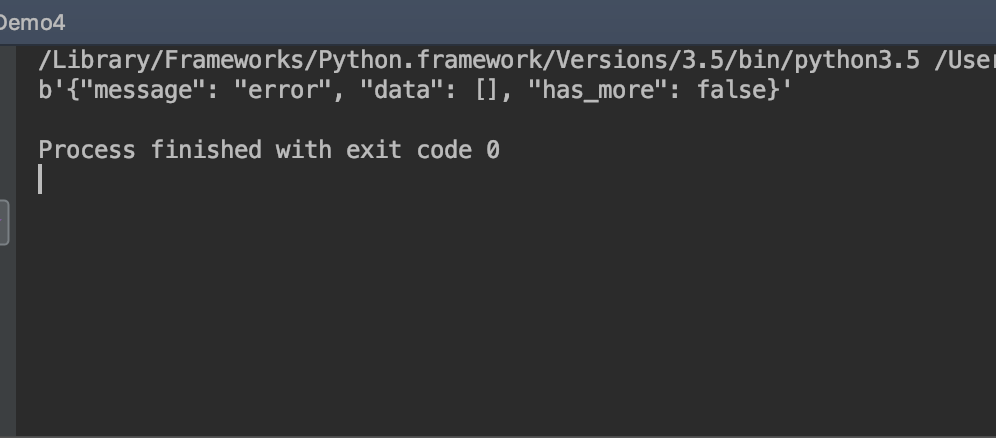 Demo4
/Library/Frameworks/Python.framework/Versions/3.5/bin/python3.5
b'{"message": "error", "data": [], "has_more": false}'
Process finished with exit code 0